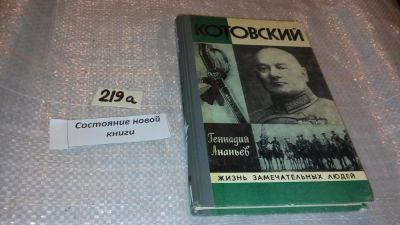 КОТОВСКИЙ
219а
Состояние новой
книги
Геннадий
Ананьев
ЖИЗНЬ ЗАМЕЧАТЕЛЬНЫХ ЛЮДЕЙ